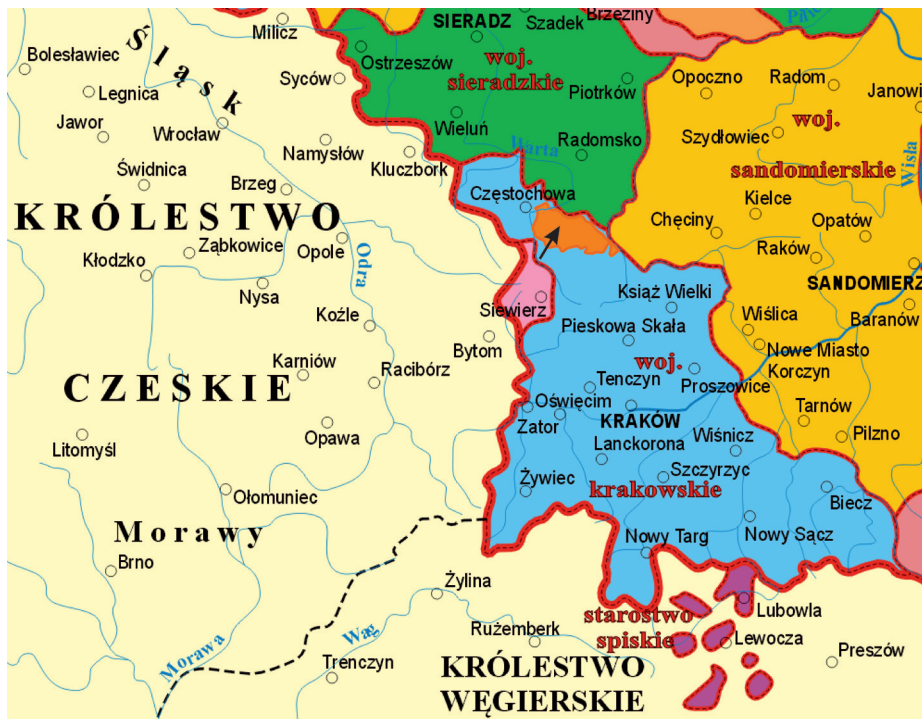 Milicz
SIERADZ
Szadek
Brzeziny
Pilica
Bolesławiec
Śląsk
Ostrzeszów
woj.
sieradzkie
Syców
Piotrków
Opoczno
Radom
Legnica
Jawor
Wrocław
Wieluń
Szydłowiec
woj.
Namysłów
Kluczbork
Warta
Radomsko
sandomierskie
Wisła
Świdnica
Brzeg
Częstochowa
Kielce
KRÓLESTWO
Chęciny
Opatów
Ząbkowice
Opole
Odra
Raków
Kłodzko
Nysa
SANDOMIERZ
Siewierz
Książ Wielki
Baranów
Koźle
Pieskowa Skała
Wiślica
Bytom
woj.
Nowe Miasto
Korczyn
Karniów
Racibórz
CZESKIE
Tenczyn
Proszowice
Oświęcim
Zator
KRAKÓW
Tarnów
Opawa
Litomyśl
Lanckorona
Wiśnicz
Pilzno
Żywiec
Szczyrzyc
krakowskie
Ołomuniec
Biecz
Morawy
Nowy Targ
Nowy Sącz
Brno
Żylina
Lubowla
starostwo
spiskie
Wąg
Rużemberk
Lewocza
Morawa
Trenczyn
KRÓLESTWO
WĘGIERSKIE
Preszów